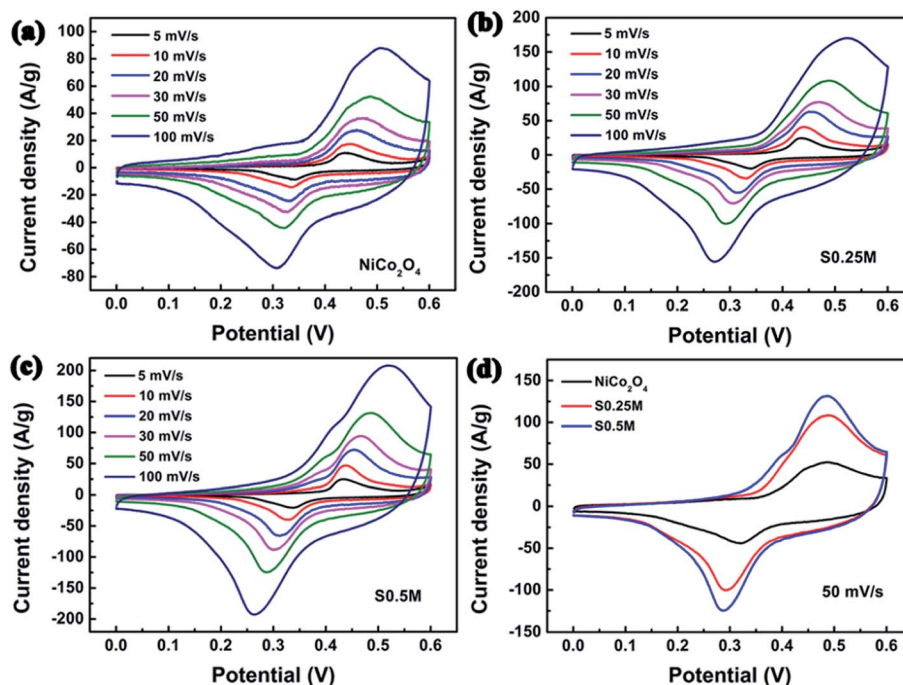 (a)
5 mV/s
10 mV/s
20 mV/s
30 mV/s
50 mV/s
100 mV/s
NiCo₂O₄
100
80
60
40
20
0
-20
-40
-60
-80
0.0 0.1 0.2 0.3 0.4 0.5 0.6
Current density (A/g)
Potential (V)
(b)
5 mV/s
10 mV/s
20 mV/s
30 mV/s
50 mV/s
100 mV/s
S0.25M
200
150
100
50
0
-50
-100
-150
-200
0.0 0.1 0.2 0.3 0.4 0.5 0.6
Current density (A/g)
Potential (V)
(c)
5 mV/s
10 mV/s
20 mV/s
30 mV/s
50 mV/s
100 mV/s
S0.5M
200
150
100
50
0
-50
-100
-150
-200
0.0 0.1 0.2 0.3 0.4 0.5 0.6
Current density (A/g)
Potential (V)
(d)
NiCo₂O₄
S0.25M
S0.5M
50 mV/s
150
100
50
0
-50
-100
-150
0.0 0.1 0.2 0.3 0.4 0.5 0.6
Current density (A/g)
Potential (V)